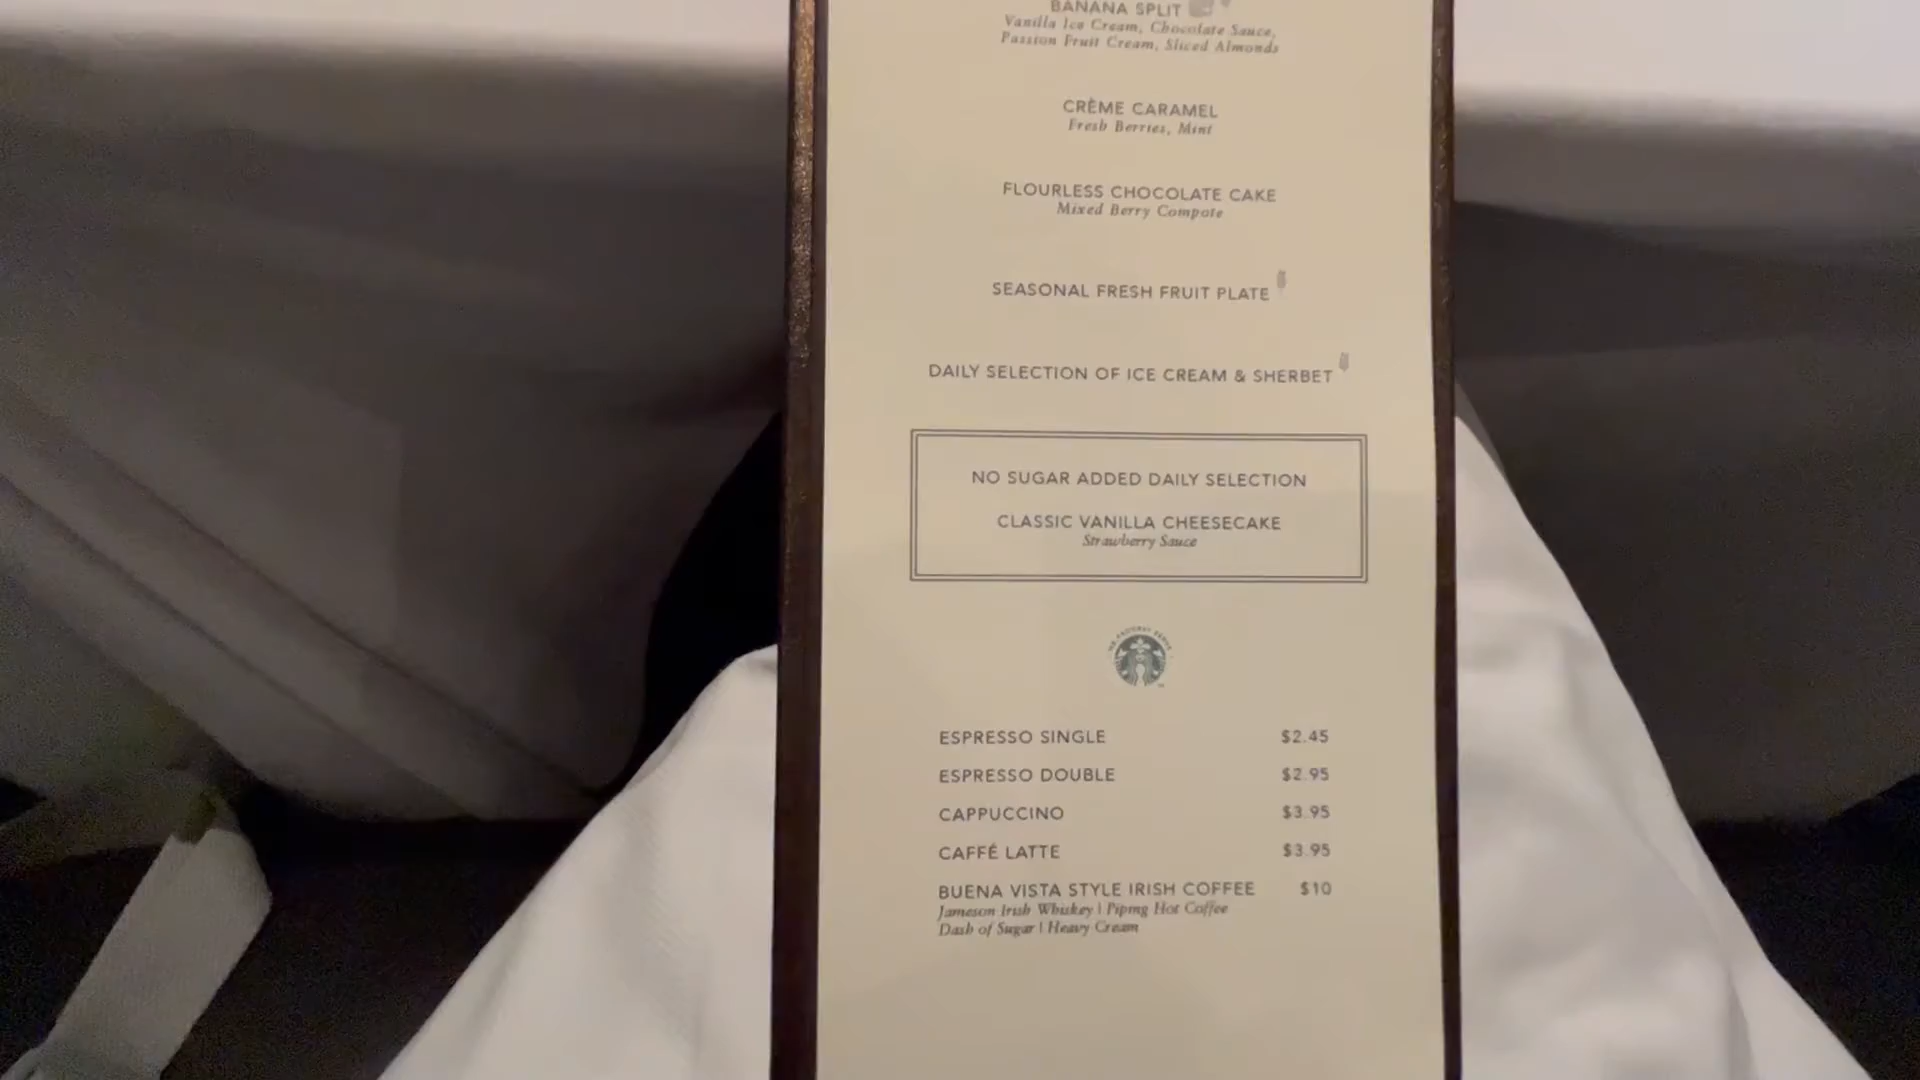 BANANA SPLIT
Vanilla Ice Cream, Chocolate Sauce,
Passion Fruit Cream, Sliced Almonds
CRÈME CARAMEL
Fresh Berries, Mint
FLOURLESS CHOCOLATE CAKE
Mixed Berry Compote
SEASONAL FRESH FRUIT PLATE
DAILY SELECTION OF ICE CREAM & SHERBET
NO SUGAR ADDED DAILY SELECTION
CLASSIC VANILLA CHEESECAKE
Strawberry Sauce
ESPRESSO SINGLE $2.45
ESPRESSO DOUBLE $2.95
CAPPUCCINO $3.95
CAFFÉ LATTE $3.95
BUENA VISTA STYLE IRISH COFFEE $10
Jameson Irish Whiskey | Piping Hot Coffee
Dash of Sugar | Heavy Cream